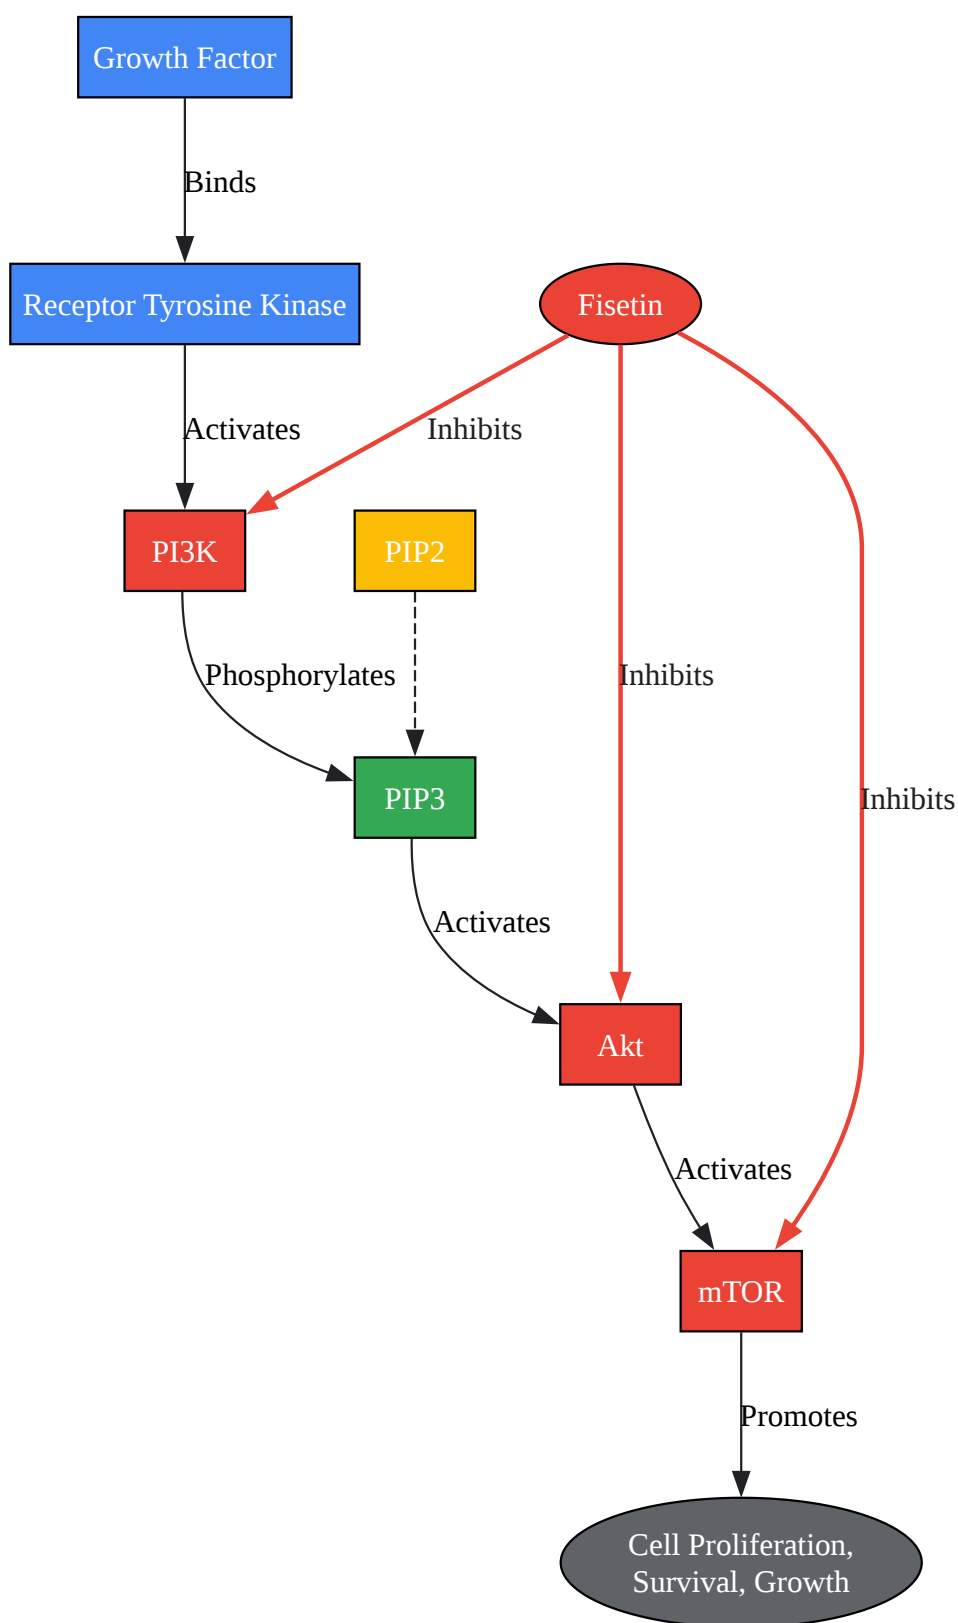 Growth Factor
Binds
Receptor Tyrosine Kinase
Fisetin
Activates
Inhibits
PI3K
PIP2
Phosphorylates
Inhibits
PIP3
Inhibits
Activates
Akt
Activates
mTOR
Promotes
Cell Proliferation,
Survival, Growth